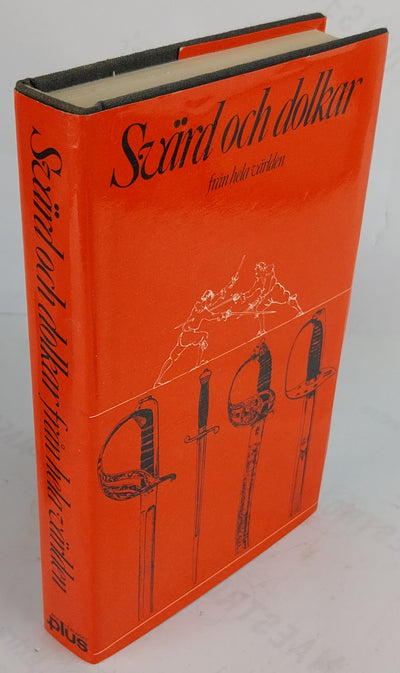 Svärd och dolkar
från hela världen
Svärd och dolkar från hela världen
plus